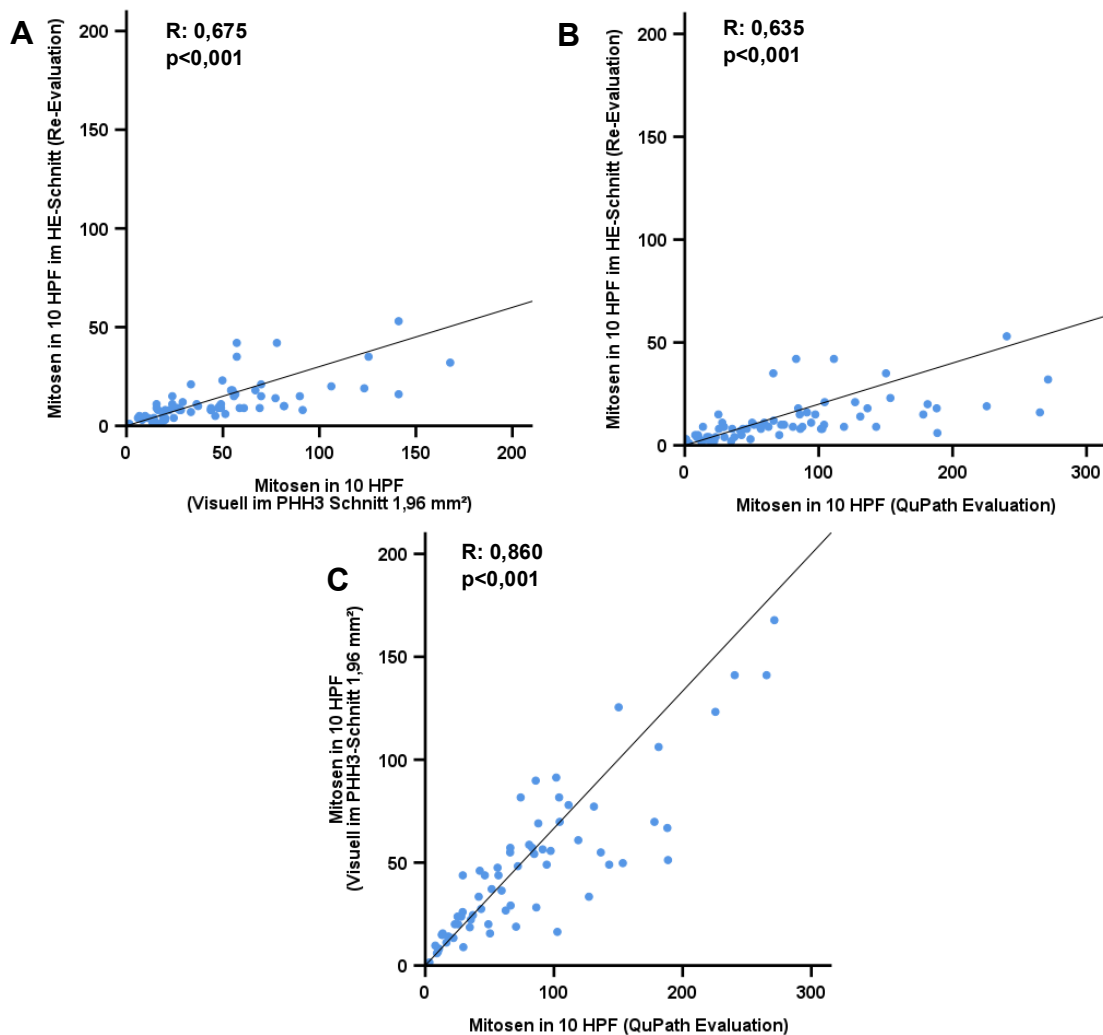 A
R: 0,675
p<0,001
Mitosen in 10 HPF im HE-Schnitt (Re-Evaluation)
200
150
100
50
0
0
50
100
150
200
Mitosen in 10 HPF
(Visuell im PHH3 Schnitt 1,96 mm²)
B
R: 0,635
p<0,001
Mitosen in 10 HPF im HE-Schnitt (Re-Evaluation)
200
150
100
50
0
0
100
200
300
Mitosen in 10 HPF (QuPath Evaluation)
C
R: 0,860
p<0,001
Mitosen in 10 HPF
(Visuell im PHH3-Schnitt 1,96 mm²)
200
150
100
50
0
0
100
200
300
Mitosen in 10 HPF (QuPath Evaluation)